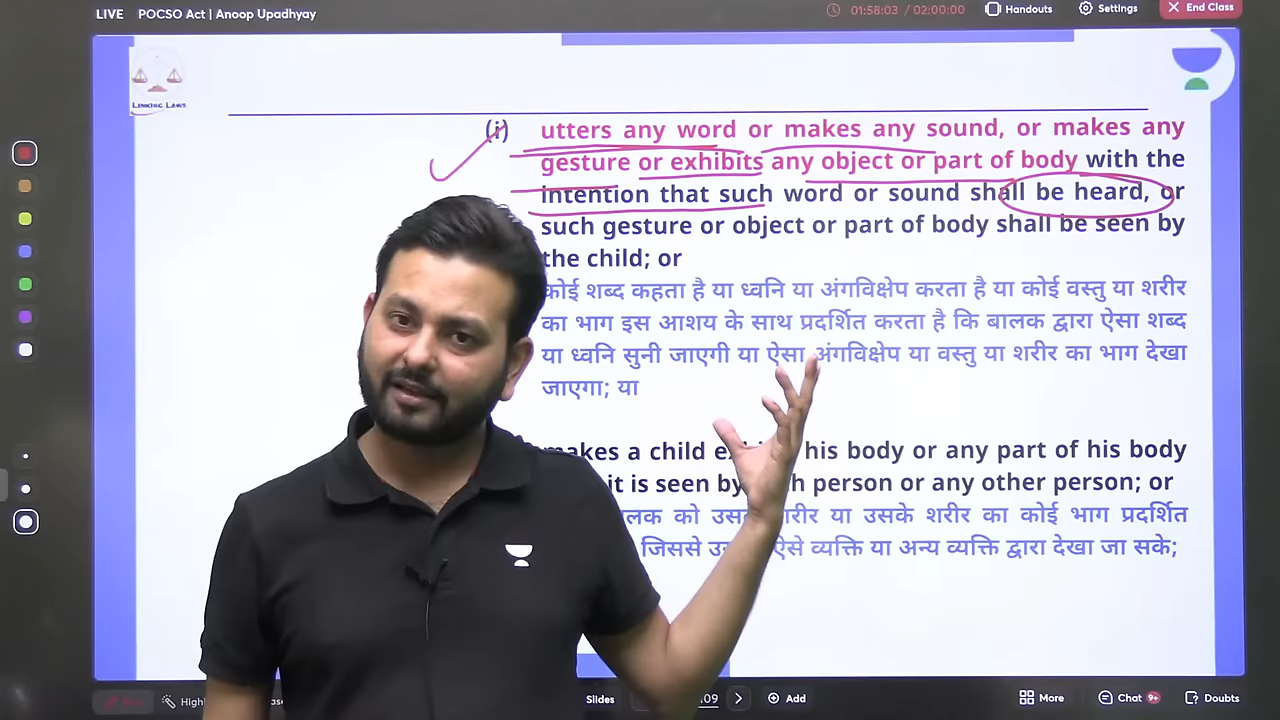 LIVE POCSO Act | Anoop Upadhyay 01:58:03 / 02:00:00 Handouts Settings End Class
LINKING LAWS
(i) utters any word or makes any sound, or makes any
gesture or exhibits any object or part of body with the
intention that such word or sound shall be heard, or
such gesture or object or part of body shall be seen by
the child; or
कोई शब्द कहता है या ध्वनि या अंगविक्षेप करता है या कोई वस्तु या शरीर
का भाग इस आशय के साथ प्रदर्शित करता है कि बालक द्वारा ऐसा शब्द
या ध्वनि सुनी जाएगी या ऐसा अंगविक्षेप या वस्तु या शरीर का भाग देखा
जाएगा; या
makes a child his body or any part of his body
it is seen by person or any other person; or
को शरीर या उसके शरीर का कोई भाग प्रदर्शित
जिससे ऐसे व्यक्ति या अन्य व्यक्ति द्वारा देखा जा सके;
Slides .09 Add More Chat 9+ Doubts